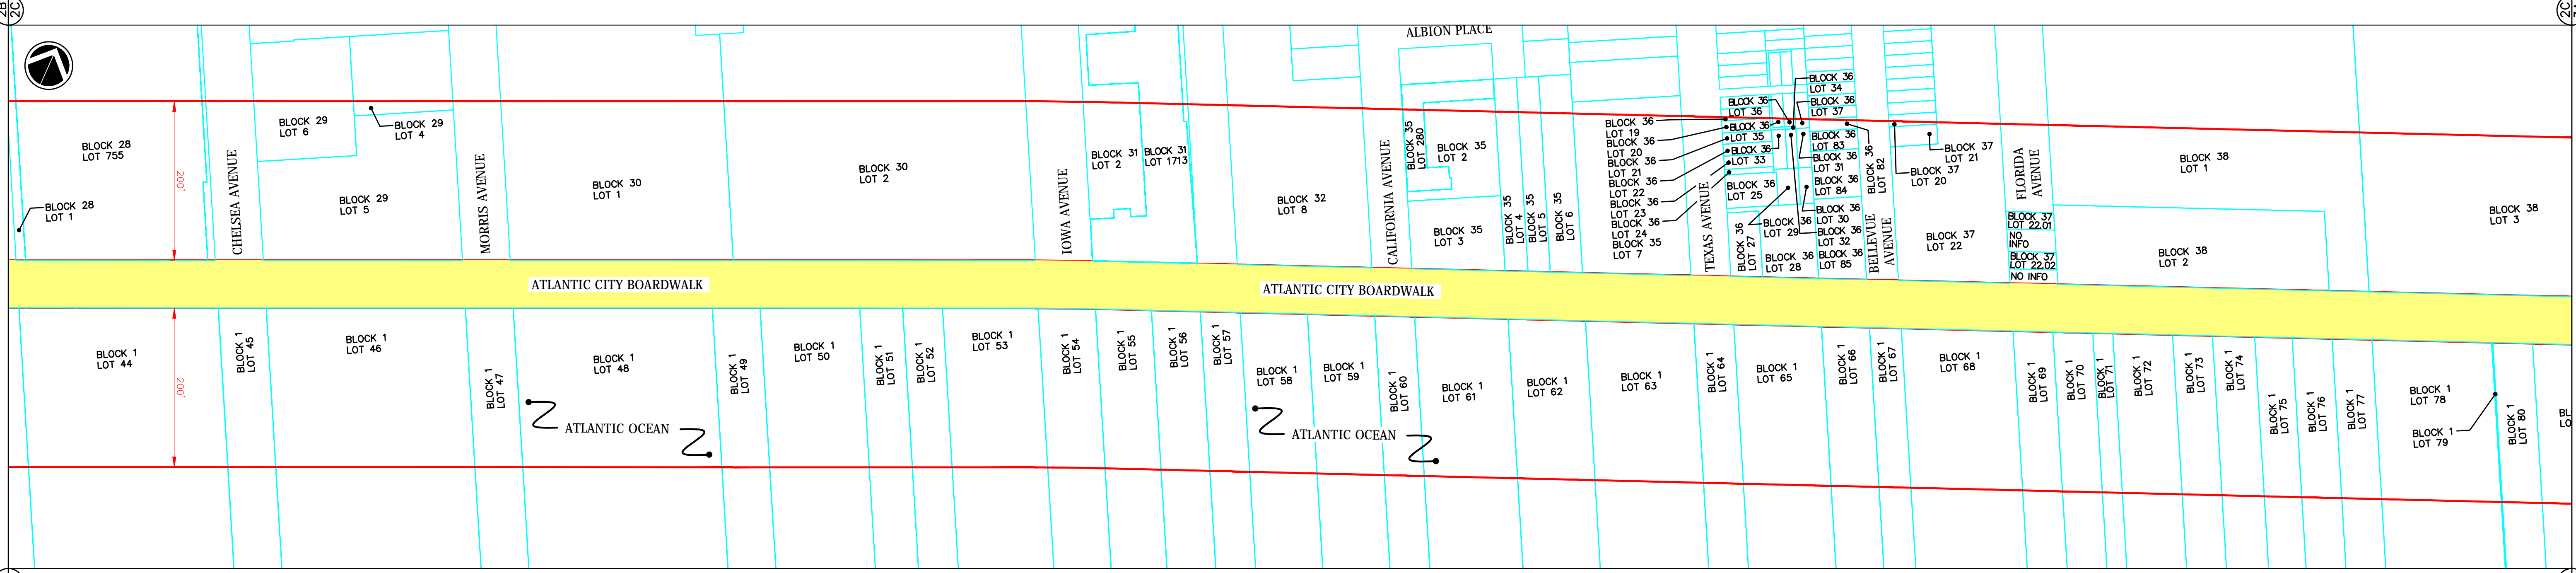 2B
2C
2C
ALBION PLACE
BLOCK 28
LOT 755
BLOCK 28
LOT 1
200'
CHELSEA AVENUE
BLOCK 29
LOT 6
BLOCK 29
LOT 4
BLOCK 29
LOT 5
MORRIS AVENUE
BLOCK 30
LOT 1
BLOCK 30
LOT 2
IOWA AVENUE
BLOCK 31
LOT 2
BLOCK 31
LOT 1713
BLOCK 32
LOT 8
CALIFORNIA AVENUE
BLOCK 35
LOT 280
BLOCK 35
LOT 2
BLOCK 35
LOT 3
BLOCK 35
LOT 4
BLOCK 35
LOT 5
BLOCK 35
LOT 6
BLOCK 36
LOT 19
BLOCK 36
LOT 20
BLOCK 36
LOT 21
BLOCK 36
LOT 22
BLOCK 36
LOT 23
BLOCK 36
LOT 24
BLOCK 35
LOT 7
TEXAS AVENUE
BLOCK 36
LOT 36
BLOCK 36
LOT 35
BLOCK 36
LOT 33
BLOCK 36
LOT 25
BLOCK 36
LOT 27
BLOCK 36
LOT 29
BLOCK 36
LOT 28
BLOCK 36
LOT 34
BLOCK 36
LOT 37
BLOCK 36
LOT 83
BLOCK 36
LOT 31
BLOCK 36
LOT 84
BLOCK 36
LOT 30
BLOCK 36
LOT 32
BLOCK 36
LOT 85
BLOCK 36
LOT 82
BELLEVUE
AVENUE
BLOCK 37
LOT 21
BLOCK 37
LOT 20
BLOCK 37
LOT 22
FLORIDA
AVENUE
BLOCK 37
LOT 22.01
NO
INFO
BLOCK 37
LOT 22.02
NO INFO
BLOCK 38
LOT 1
BLOCK 38
LOT 2
BLOCK 38
LOT 3
ATLANTIC CITY BOARDWALK
ATLANTIC CITY BOARDWALK
BLOCK 1
LOT 44
200'
BLOCK 1
LOT 45
BLOCK 1
LOT 46
BLOCK 1
LOT 47
BLOCK 1
LOT 48
BLOCK 1
LOT 49
BLOCK 1
LOT 50
BLOCK 1
LOT 51
BLOCK 1
LOT 52
BLOCK 1
LOT 53
BLOCK 1
LOT 54
BLOCK 1
LOT 55
BLOCK 1
LOT 56
BLOCK 1
LOT 57
BLOCK 1
LOT 58
BLOCK 1
LOT 59
BLOCK 1
LOT 60
BLOCK 1
LOT 61
BLOCK 1
LOT 62
BLOCK 1
LOT 63
BLOCK 1
LOT 64
BLOCK 1
LOT 65
BLOCK 1
LOT 66
BLOCK 1
LOT 67
BLOCK 1
LOT 68
BLOCK 1
LOT 69
BLOCK 1
LOT 70
BLOCK 1
LOT 71
BLOCK 1
LOT 72
BLOCK 1
LOT 73
BLOCK 1
LOT 74
BLOCK 1
LOT 75
BLOCK 1
LOT 76
BLOCK 1
LOT 77
BLOCK 1
LOT 78
BLOCK 1
LOT 79
BLOCK 1
LOT 80
BL
LO
ATLANTIC OCEAN
ATLANTIC OCEAN